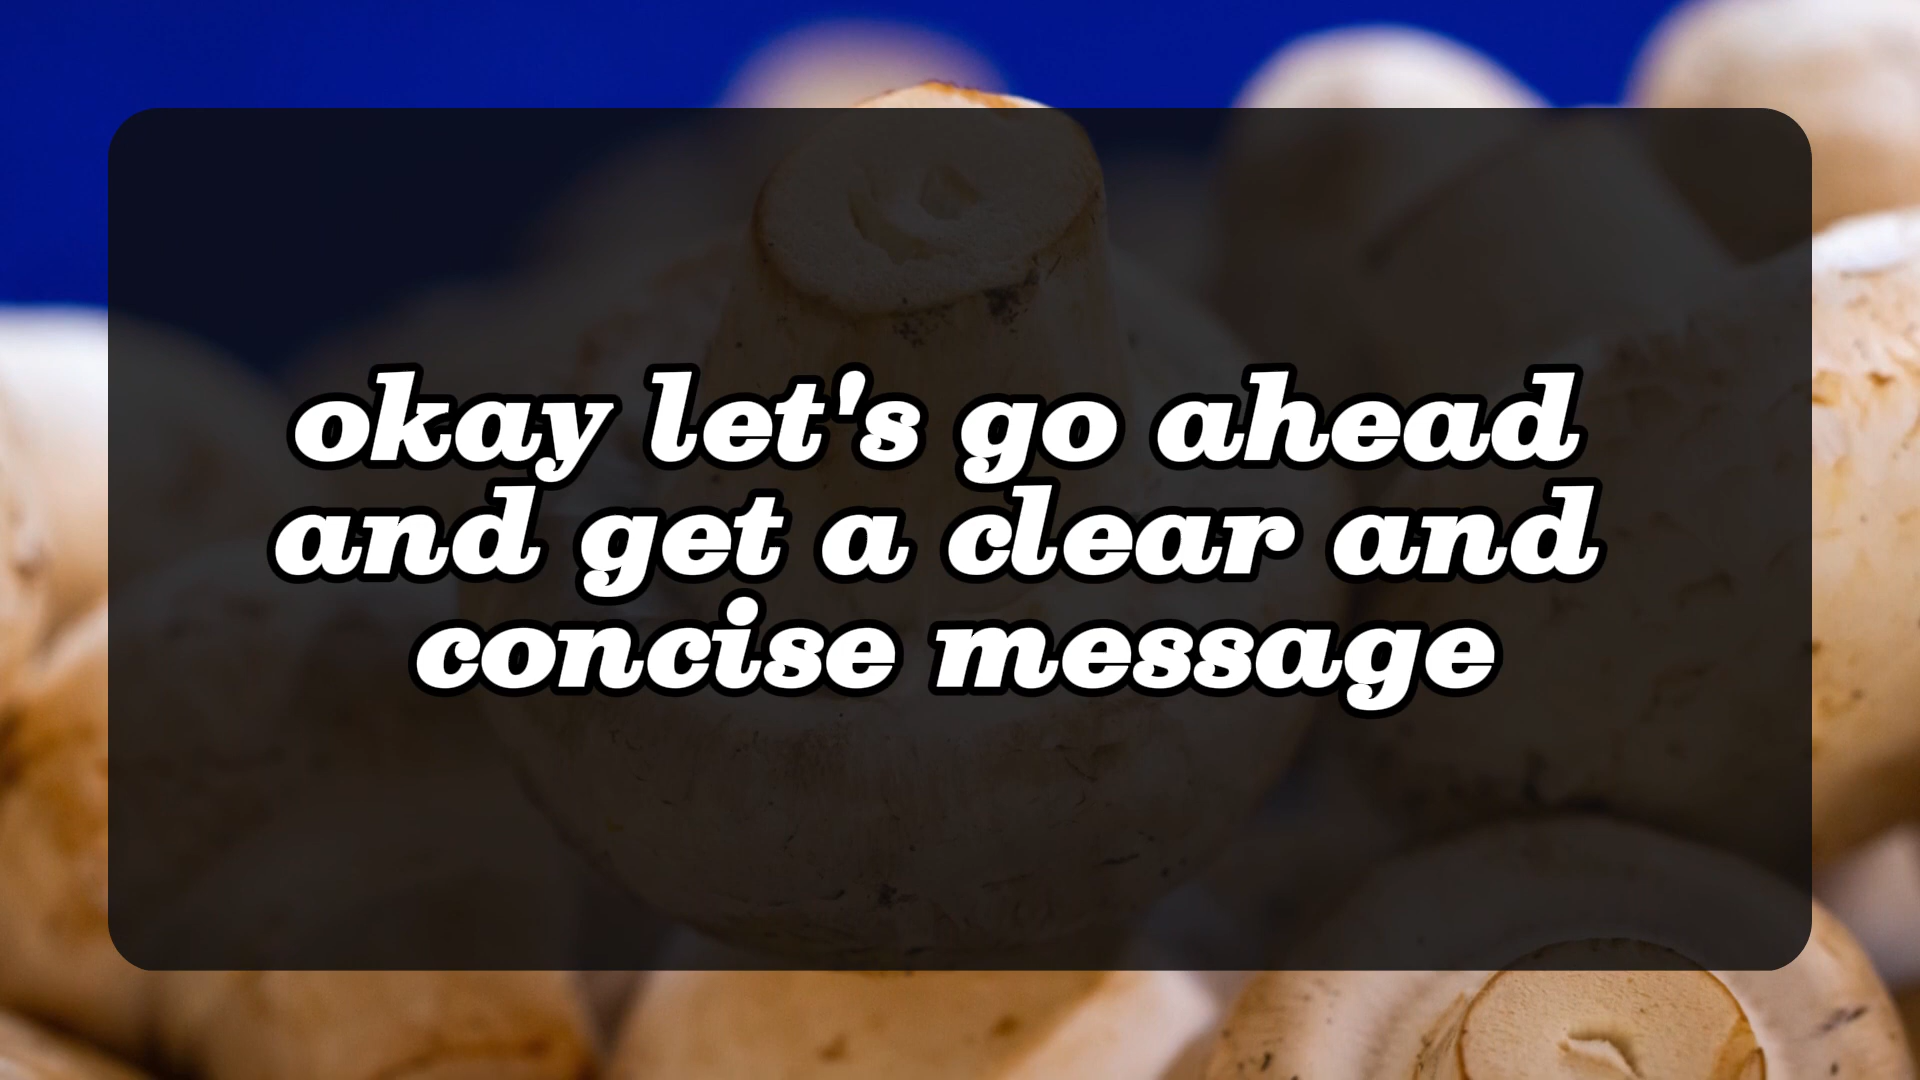 okay let's go ahead
and get a clear and
concise message